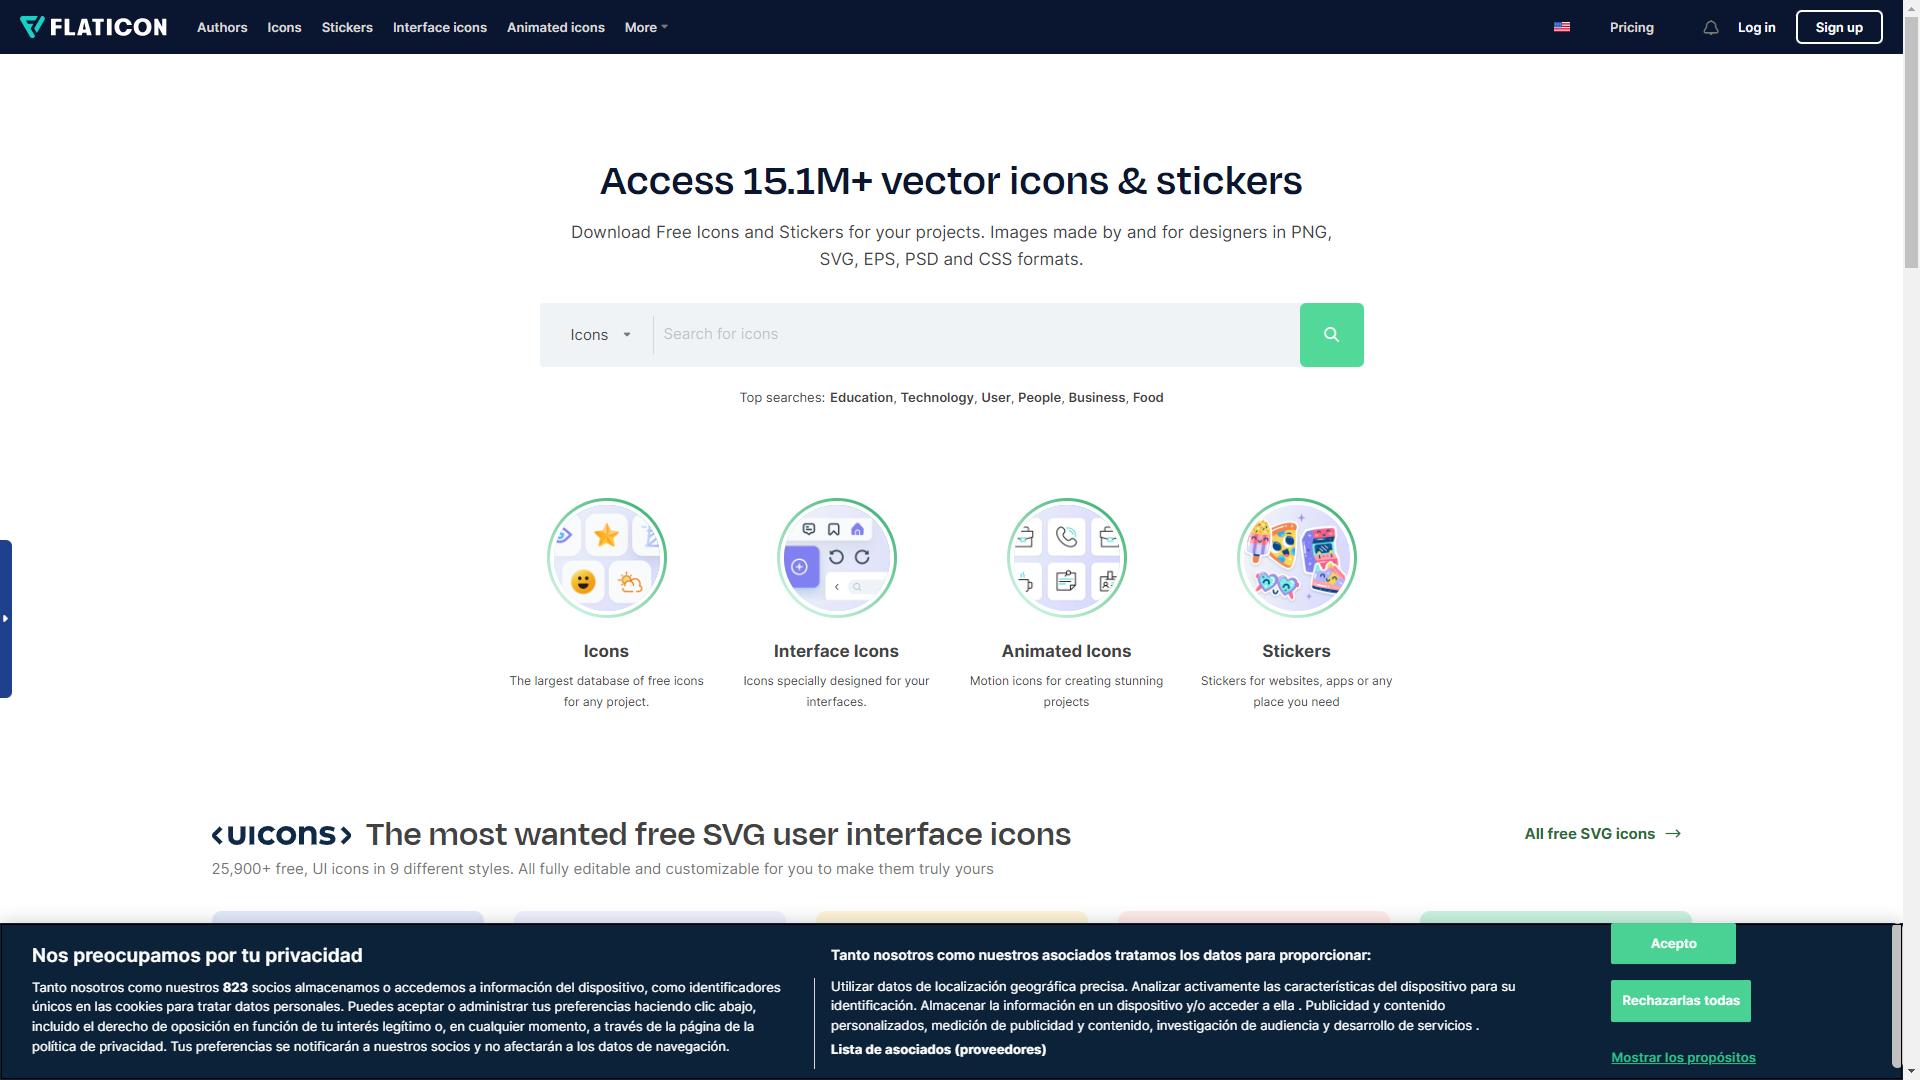 FLATICON
Authors Icons Stickers Interface icons Animated icons More
Pricing Log in Sign up
Access 15.1M+ vector icons & stickers
Download Free Icons and Stickers for your projects. Images made by and for designers in PNG,
SVG, EPS, PSD and CSS formats.
Icons Search for icons
Top searches: Education, Technology, User, People, Business, Food
Icons
The largest database of free icons
for any project.
Interface Icons
Icons specially designed for your
interfaces.
Animated Icons
Motion icons for creating stunning
projects
Stickers
Stickers for websites, apps or any
place you need
<UICONS> The most wanted free SVG user interface icons
All free SVG icons →
25,900+ free, UI icons in 9 different styles. All fully editable and customizable for you to make them truly yours
Nos preocupamos por tu privacidad
Tanto nosotros como nuestros 823 socios almacenamos o accedemos a información del dispositivo, como identificadores
únicos en las cookies para tratar datos personales. Puedes aceptar o administrar tus preferencias haciendo clic abajo,
incluido el derecho de oposición en función de tu interés legítimo o, en cualquier momento, a través de la página de la
política de privacidad. Tus preferencias se notificarán a nuestros socios y no afectarán a los datos de navegación.
Tanto nosotros como nuestros asociados tratamos los datos para proporcionar:
Utilizar datos de localización geográfica precisa. Analizar activamente las características del dispositivo para su
identificación. Almacenar la información en un dispositivo y/o acceder a ella . Publicidad y contenido
personalizados, medición de publicidad y contenido, investigación de audiencia y desarrollo de servicios .
Lista de asociados (proveedores)
Acepto
Rechazarlas todas
Mostrar los propósitos